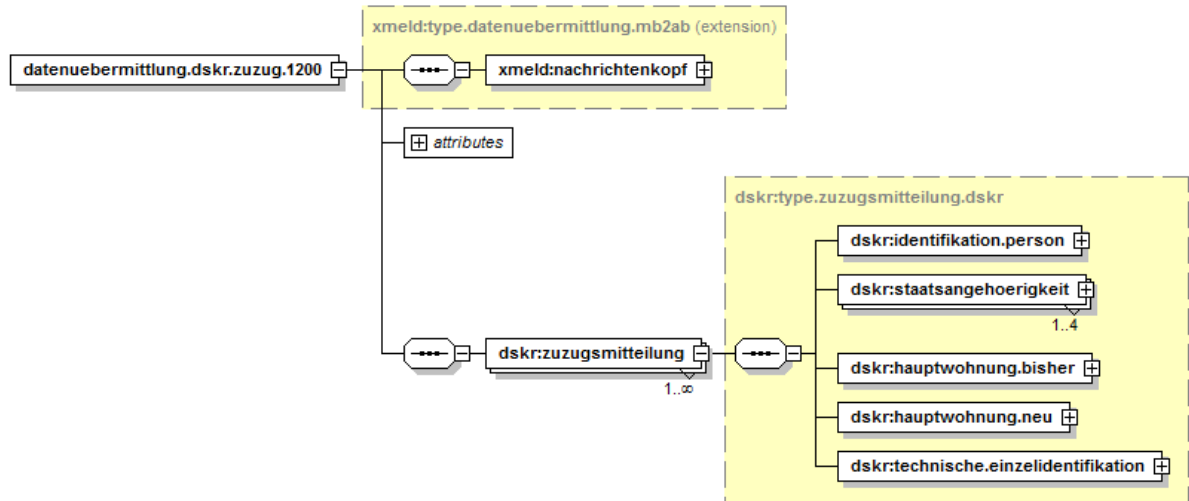 xmeld:type.datenuebermittlung.mb2ab (extension)
datenuebermittlung.dskr.zuzug.1200
xmeld:nachrichtenkopf
attributes
dskr:type.zuzugsmitteilung.dskr
dskr:identifikation.person
dskr:staatsangehoerigkeit
1..4
dskr:zuzugsmitteilung
1..∞
dskr:hauptwohnung.bisher
dskr:hauptwohnung.neu
dskr:technische.einzelidentifikation